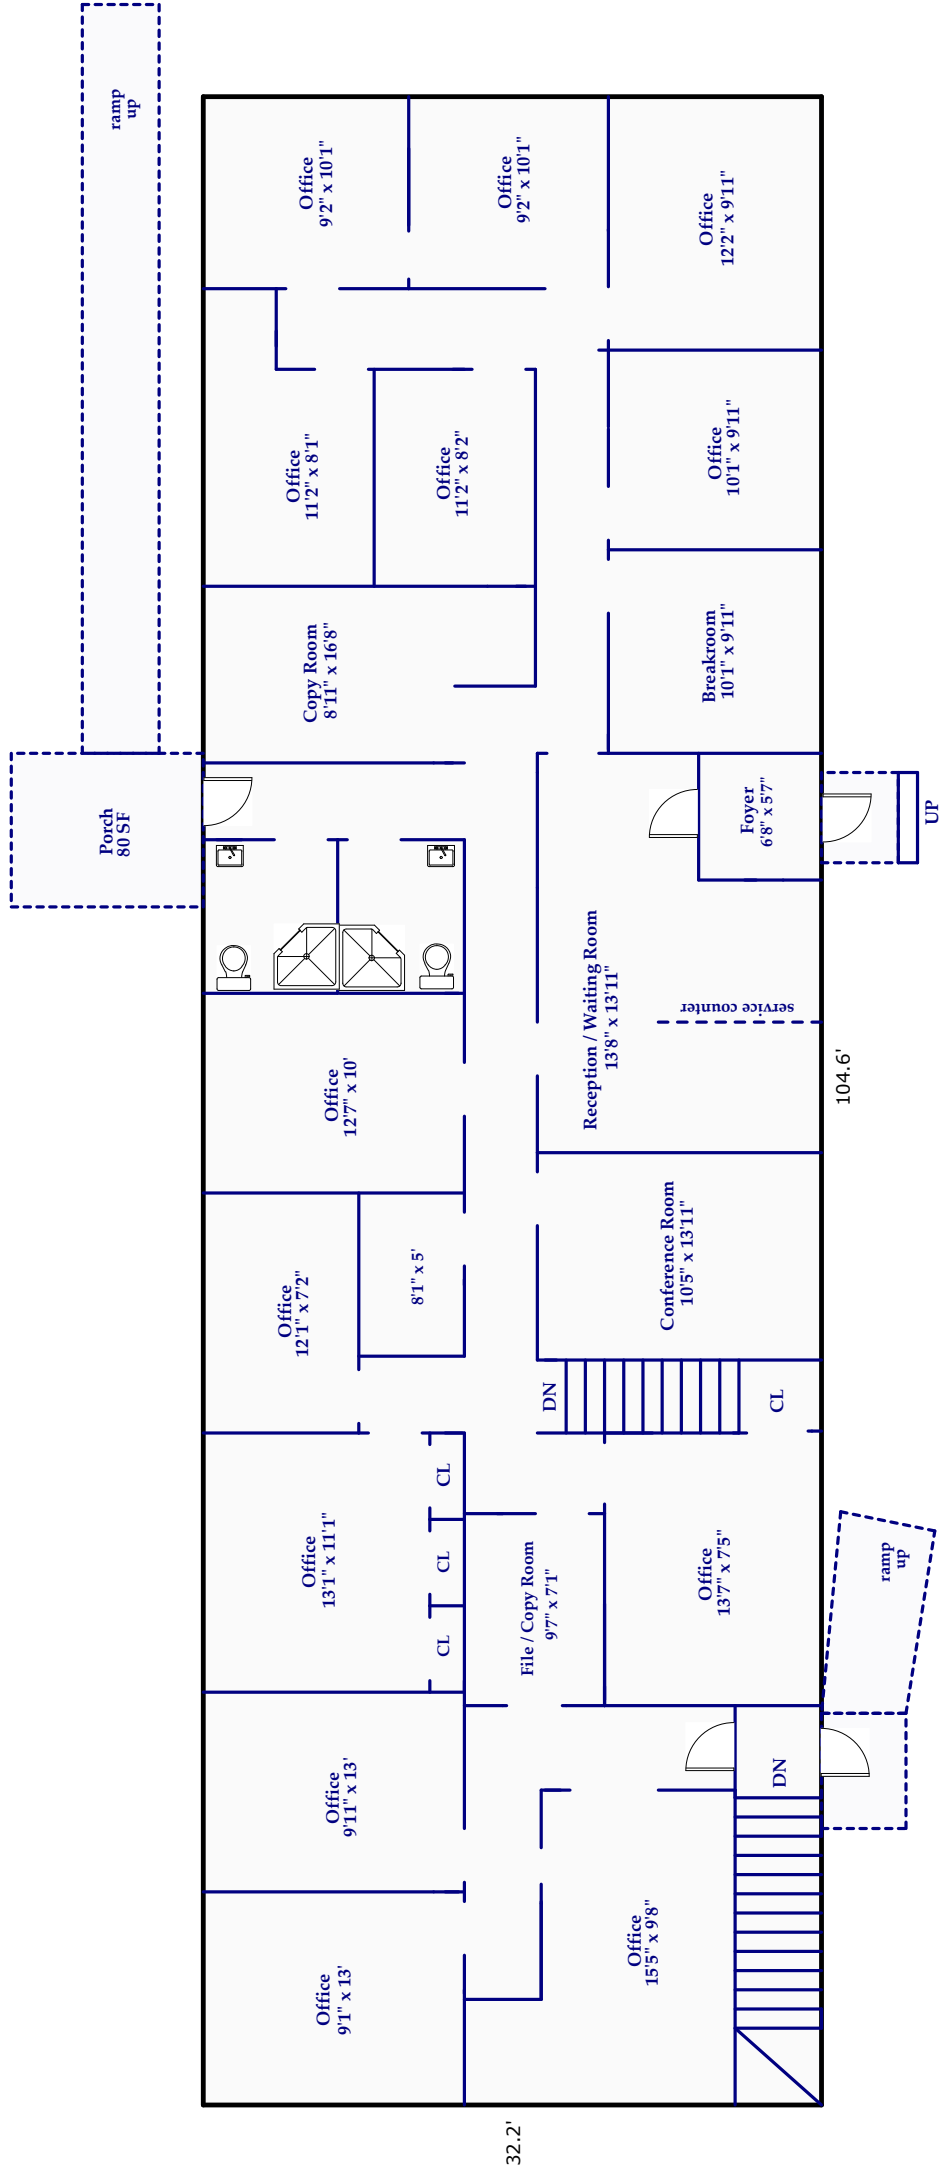 ramp
up
Office
9'2" x 10'1"
Office
9'2" x 10'1"
Office
12'2" x 9'11"
Office
11'2" x 8'1"
Office
11'2" x 8'2"
Office
10'1" x 9'11"
Copy Room
8'11" x 16'8"
Breakroom
10'1" x 9'11"
Porch
80 SF
Foyer
6'8" x 5'7"
UP
Reception / Waiting Room
13'8" x 13'11"
service counter
104.6'
Office
12'7" x 10'
Office
12'1" x 7'2"
8'1" x 5'
Conference Room
10'5" x 13'11"
DN
CL
Office
13'1" x 11'1"
CL
CL
CL
File / Copy Room
9'7" x 7'1"
Office
13'7" x 7'5"
ramp
up
Office
9'11" x 13'
DN
Office
9'1" x 13'
Office
15'5" x 9'8"
32.2'